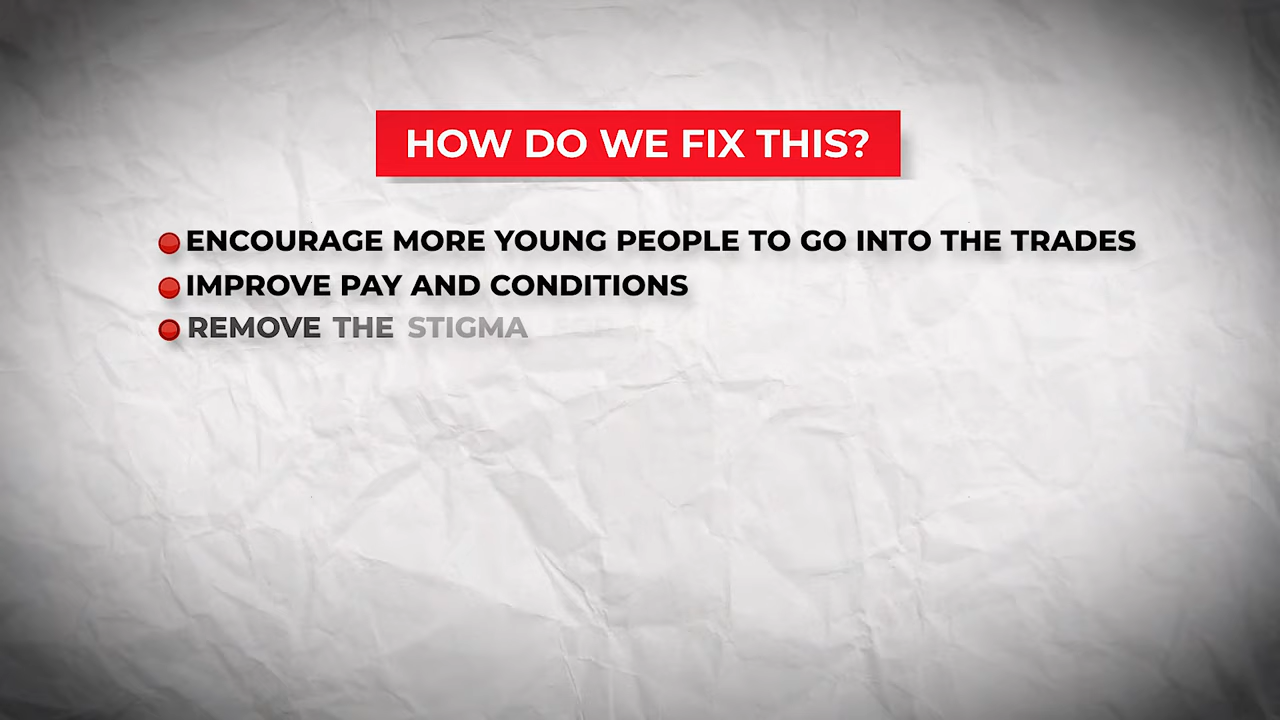 HOW DO WE FIX THIS?
ENCOURAGE MORE YOUNG PEOPLE TO GO INTO THE TRADES
IMPROVE PAY AND CONDITIONS
REMOVE THE STIGMA